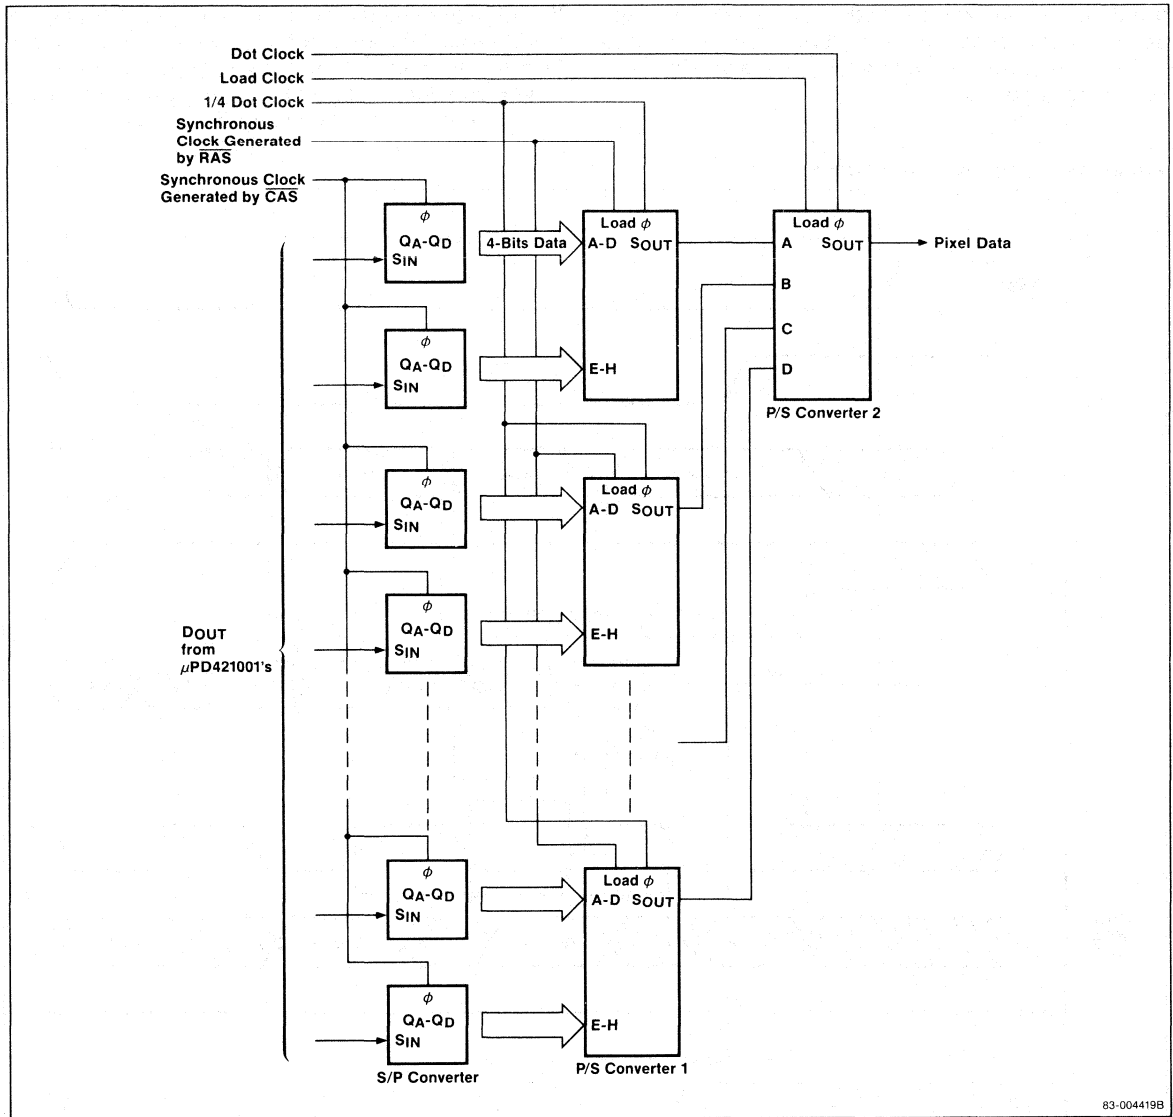 Dot Clock
Load Clock
1/4 Dot Clock
Synchronous
Clock Generated
by R̅A̅S̅
Synchronous Clock
Generated by C̅A̅S̅
ϕ
QA-QD
SIN
4-Bits Data
Load ϕ
A-D SOUT
E-H
Load ϕ
A SOUT
B
C
D
Pixel Data
P/S Converter 2
ϕ
QA-QD
SIN
ϕ
QA-QD
SIN
Load ϕ
A-D SOUT
E-H
ϕ
QA-QD
SIN
DOUT
from
μPD421001's
ϕ
QA-QD
SIN
Load ϕ
A-D SOUT
E-H
ϕ
QA-QD
SIN
S/P Converter
P/S Converter 1
83-004419B